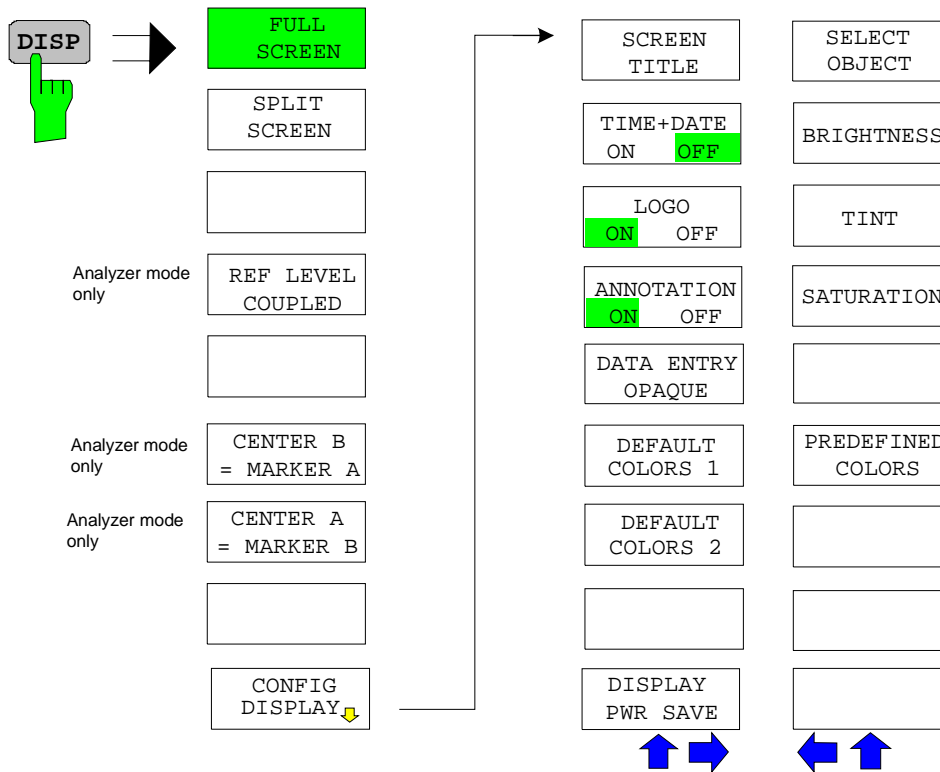 DISP
FULL
SCREEN
SPLIT
SCREEN
Analyzer mode
only
REF LEVEL
COUPLED
Analyzer mode
only
CENTER B
= MARKER A
Analyzer mode
only
CENTER A
= MARKER B
CONFIG
DISPLAY
SCREEN
TITLE
TIME+DATE
ON OFF
LOGO
ON OFF
ANNOTATION
ON OFF
DATA ENTRY
OPAQUE
DEFAULT
COLORS 1
DEFAULT
COLORS 2
DISPLAY
PWR SAVE
SELECT
OBJECT
BRIGHTNESS
TINT
SATURATION
PREDEFINED
COLORS